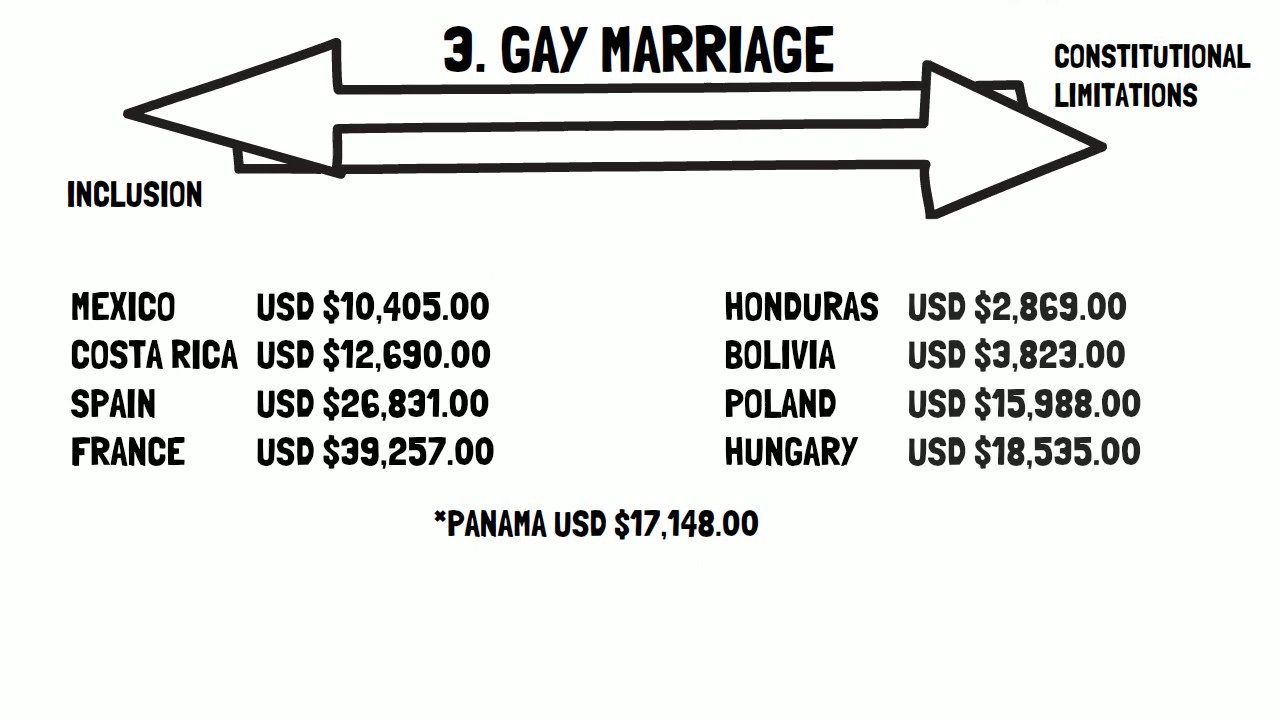 3. GAY MARRIAGE
CONSTITUTIONAL
LIMITATIONS
INCLUSION
MEXICO USD $10,405.00
COSTA RICA USD $12,690.00
SPAIN USD $26,831.00
FRANCE USD $39,257.00
HONDURAS USD $2,869.00
BOLIVIA USD $3,823.00
POLAND USD $15,988.00
HUNGARY USD $18,535.00
*PANAMA USD $17,148.00